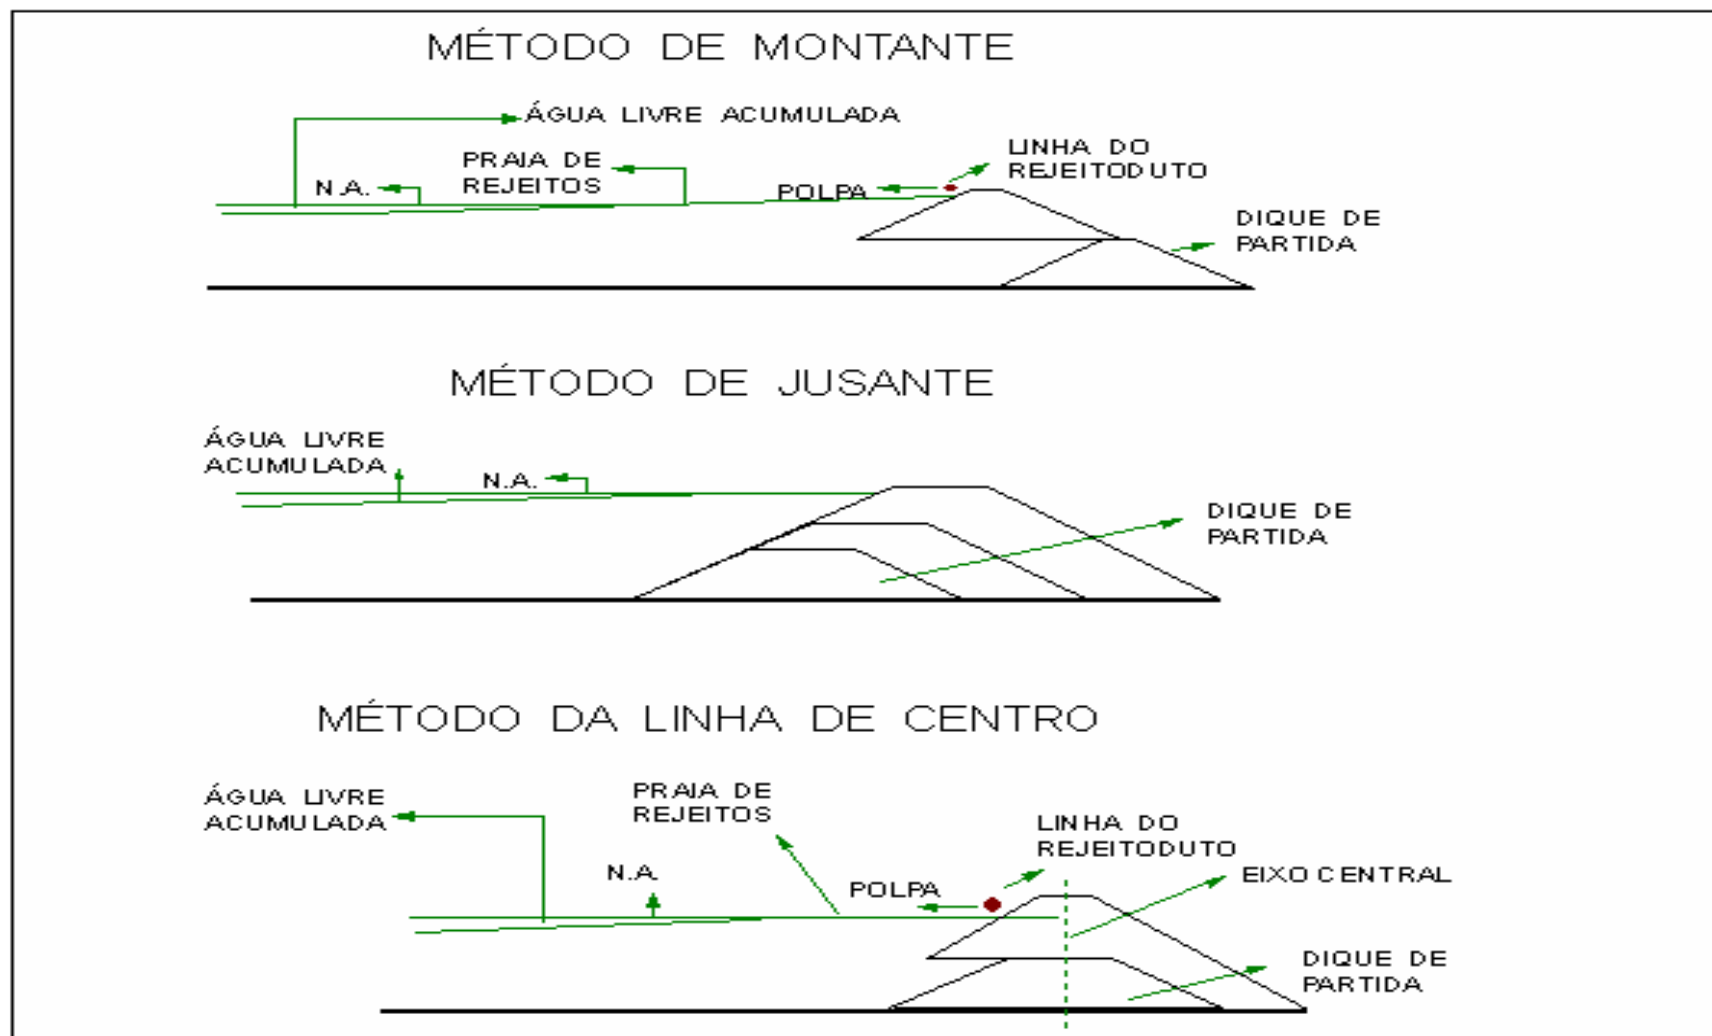 MÉTODO DE MONTANTE
ÁGUA LIVRE ACUMULADA
LINHA DO
REJEITODUTO
PRAIA DE
REJEITOS
N.A.
POLPA
DIQUE DE
PARTIDA
MÉTODO DE JUSANTE
ÁGUA LIVRE
ACUMULADA
N.A.
DIQUE DE
PARTIDA
MÉTODO DA LINHA DE CENTRO
ÁGUA LIVRE
ACUMULADA
PRAIA DE
REJEITOS
LINHA DO
REJEITODUTO
N.A.
POLPA
EIXO CENTRAL
DIQUE DE
PARTIDA